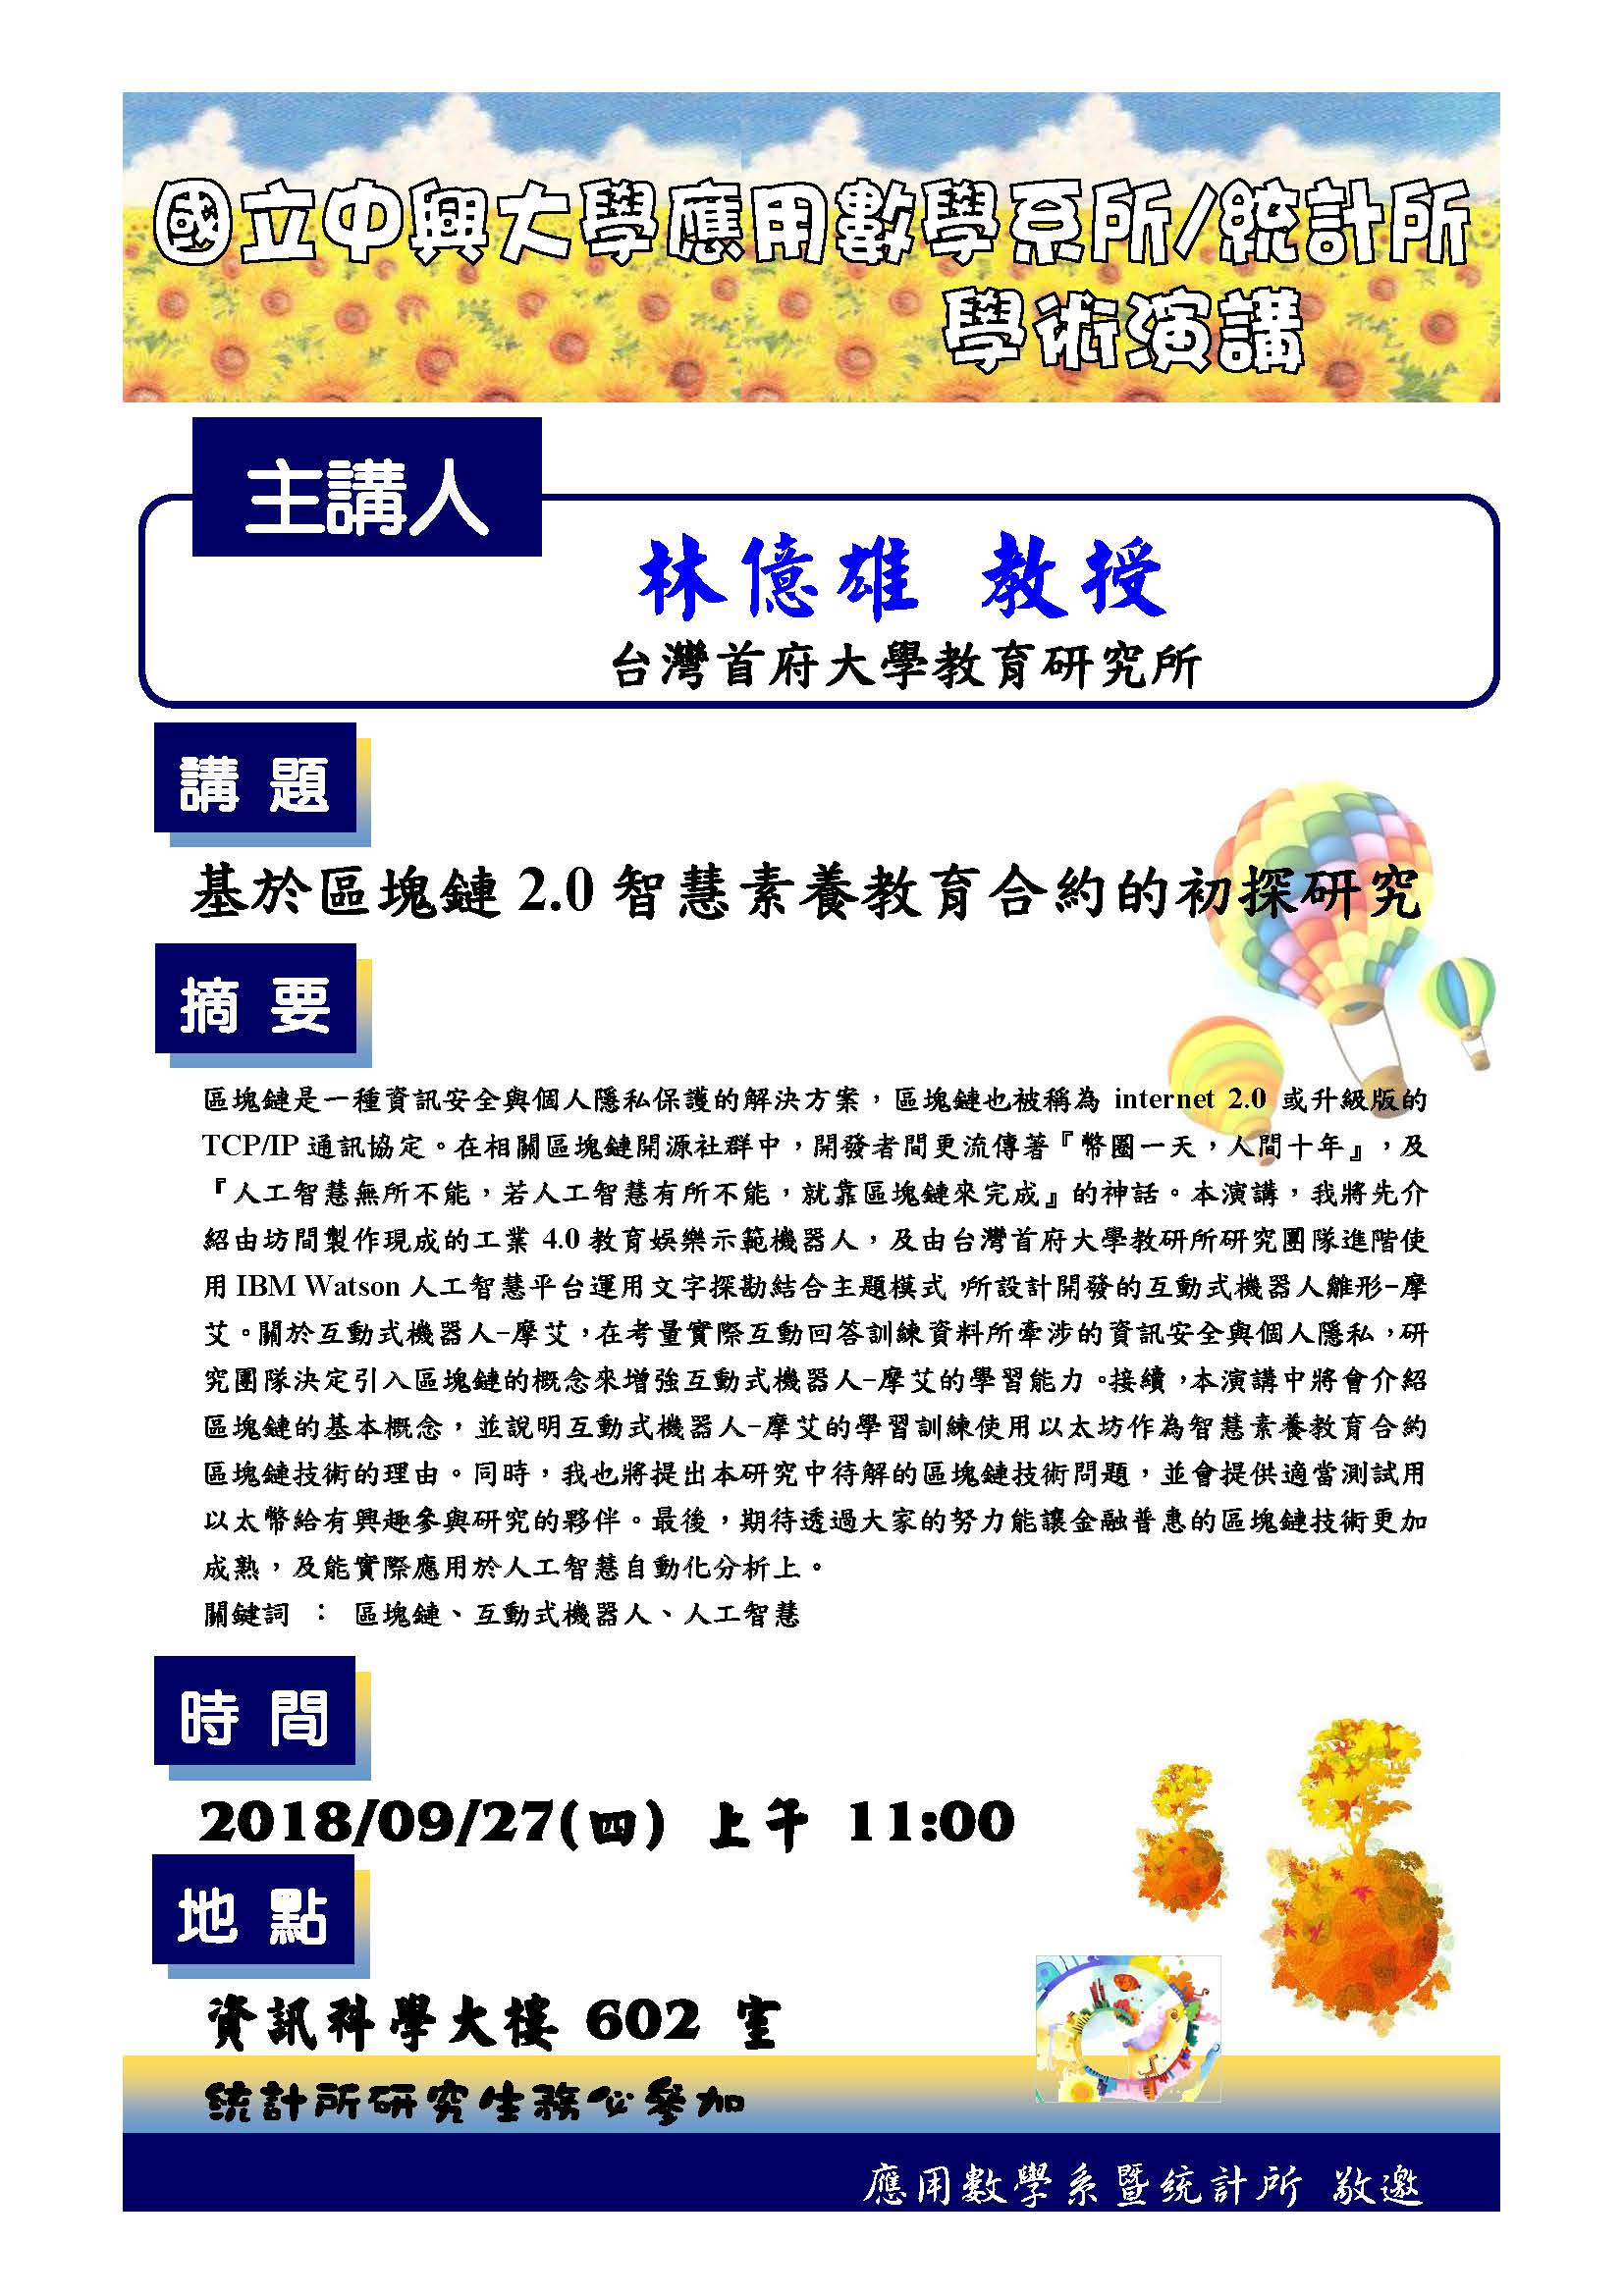 國立中興大學應用數學系所/統計所
學術演講
主講人
林億雄 教授
台灣首府大學教育研究所
講 題
基於區塊鏈 2.0 智慧素養教育合約的初探研究
摘 要
區塊鏈是一種資訊安全與個人隱私保護的解決方案，區塊鏈也被稱為 internet 2.0 或升級版的
TCP/IP 通訊協定。在相關區塊鏈開源社群中，開發者間更流傳著『幣圈一天，人間十年』，及
『人工智慧無所不能，若人工智慧有所不能，就靠區塊鏈來完成』的神話。本演講，我將先介
紹由坊間製作現成的工業 4.0 教育娛樂示範機器人，及由台灣首府大學教研所研究團隊進階使
用 IBM Watson 人工智慧平台運用文字探勘結合主題模式，所設計開發的互動式機器人雛形-摩
艾。關於互動式機器人-摩艾，在考量實際互動回答訓練資料所牽涉的資訊安全與個人隱私，研
究團隊決定引入區塊鏈的概念來增強互動式機器人-摩艾的學習能力。接續，本演講中將會介紹
區塊鏈的基本概念，並說明互動式機器人-摩艾的學習訓練使用以太坊作為智慧素養教育合約
區塊鏈技術的理由。同時，我也將提出本研究中待解的區塊鏈技術問題，並會提供適當測試用
以太幣給有興趣參與研究的夥伴。最後，期待透過大家的努力能讓金融普惠的區塊鏈技術更加
成熟，及能實際應用於人工智慧自動化分析上。
關鍵詞 ： 區塊鏈、互動式機器人、人工智慧
時 間
2018/09/27(四) 上午 11:00
地 點
資訊科學大樓 602 室
統計所研究生務必參加
應用數學系暨統計所 敬邀